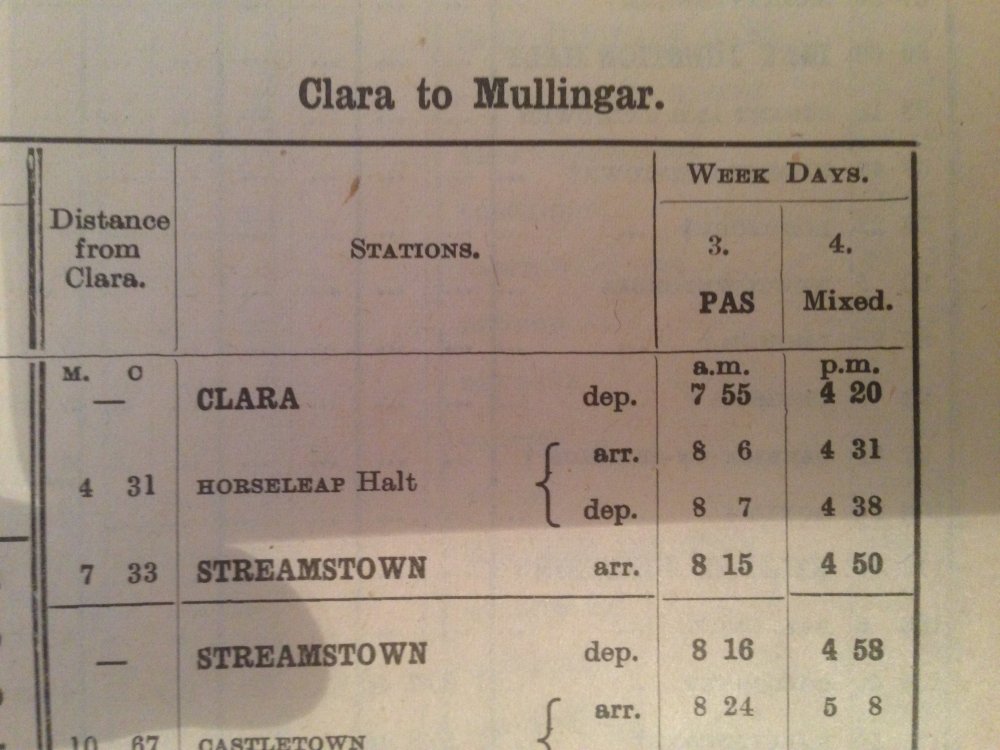 Clara to Mullingar.
WEEK DAYS.
Distance
from
Clara.
STATIONS.
3.
4.
PAS
Mixed.
M. C
a.m.
p.m.
— CLARA dep. 7 55 4 20
arr. 8 6 4 31
4 31 HORSELEAP Halt
dep. 8 7 4 38
7 33 STREAMSTOWN arr. 8 15 4 50
— STREAMSTOWN dep. 8 16 4 58
arr. 8 24 5 8
10 67 CASTLETOWN